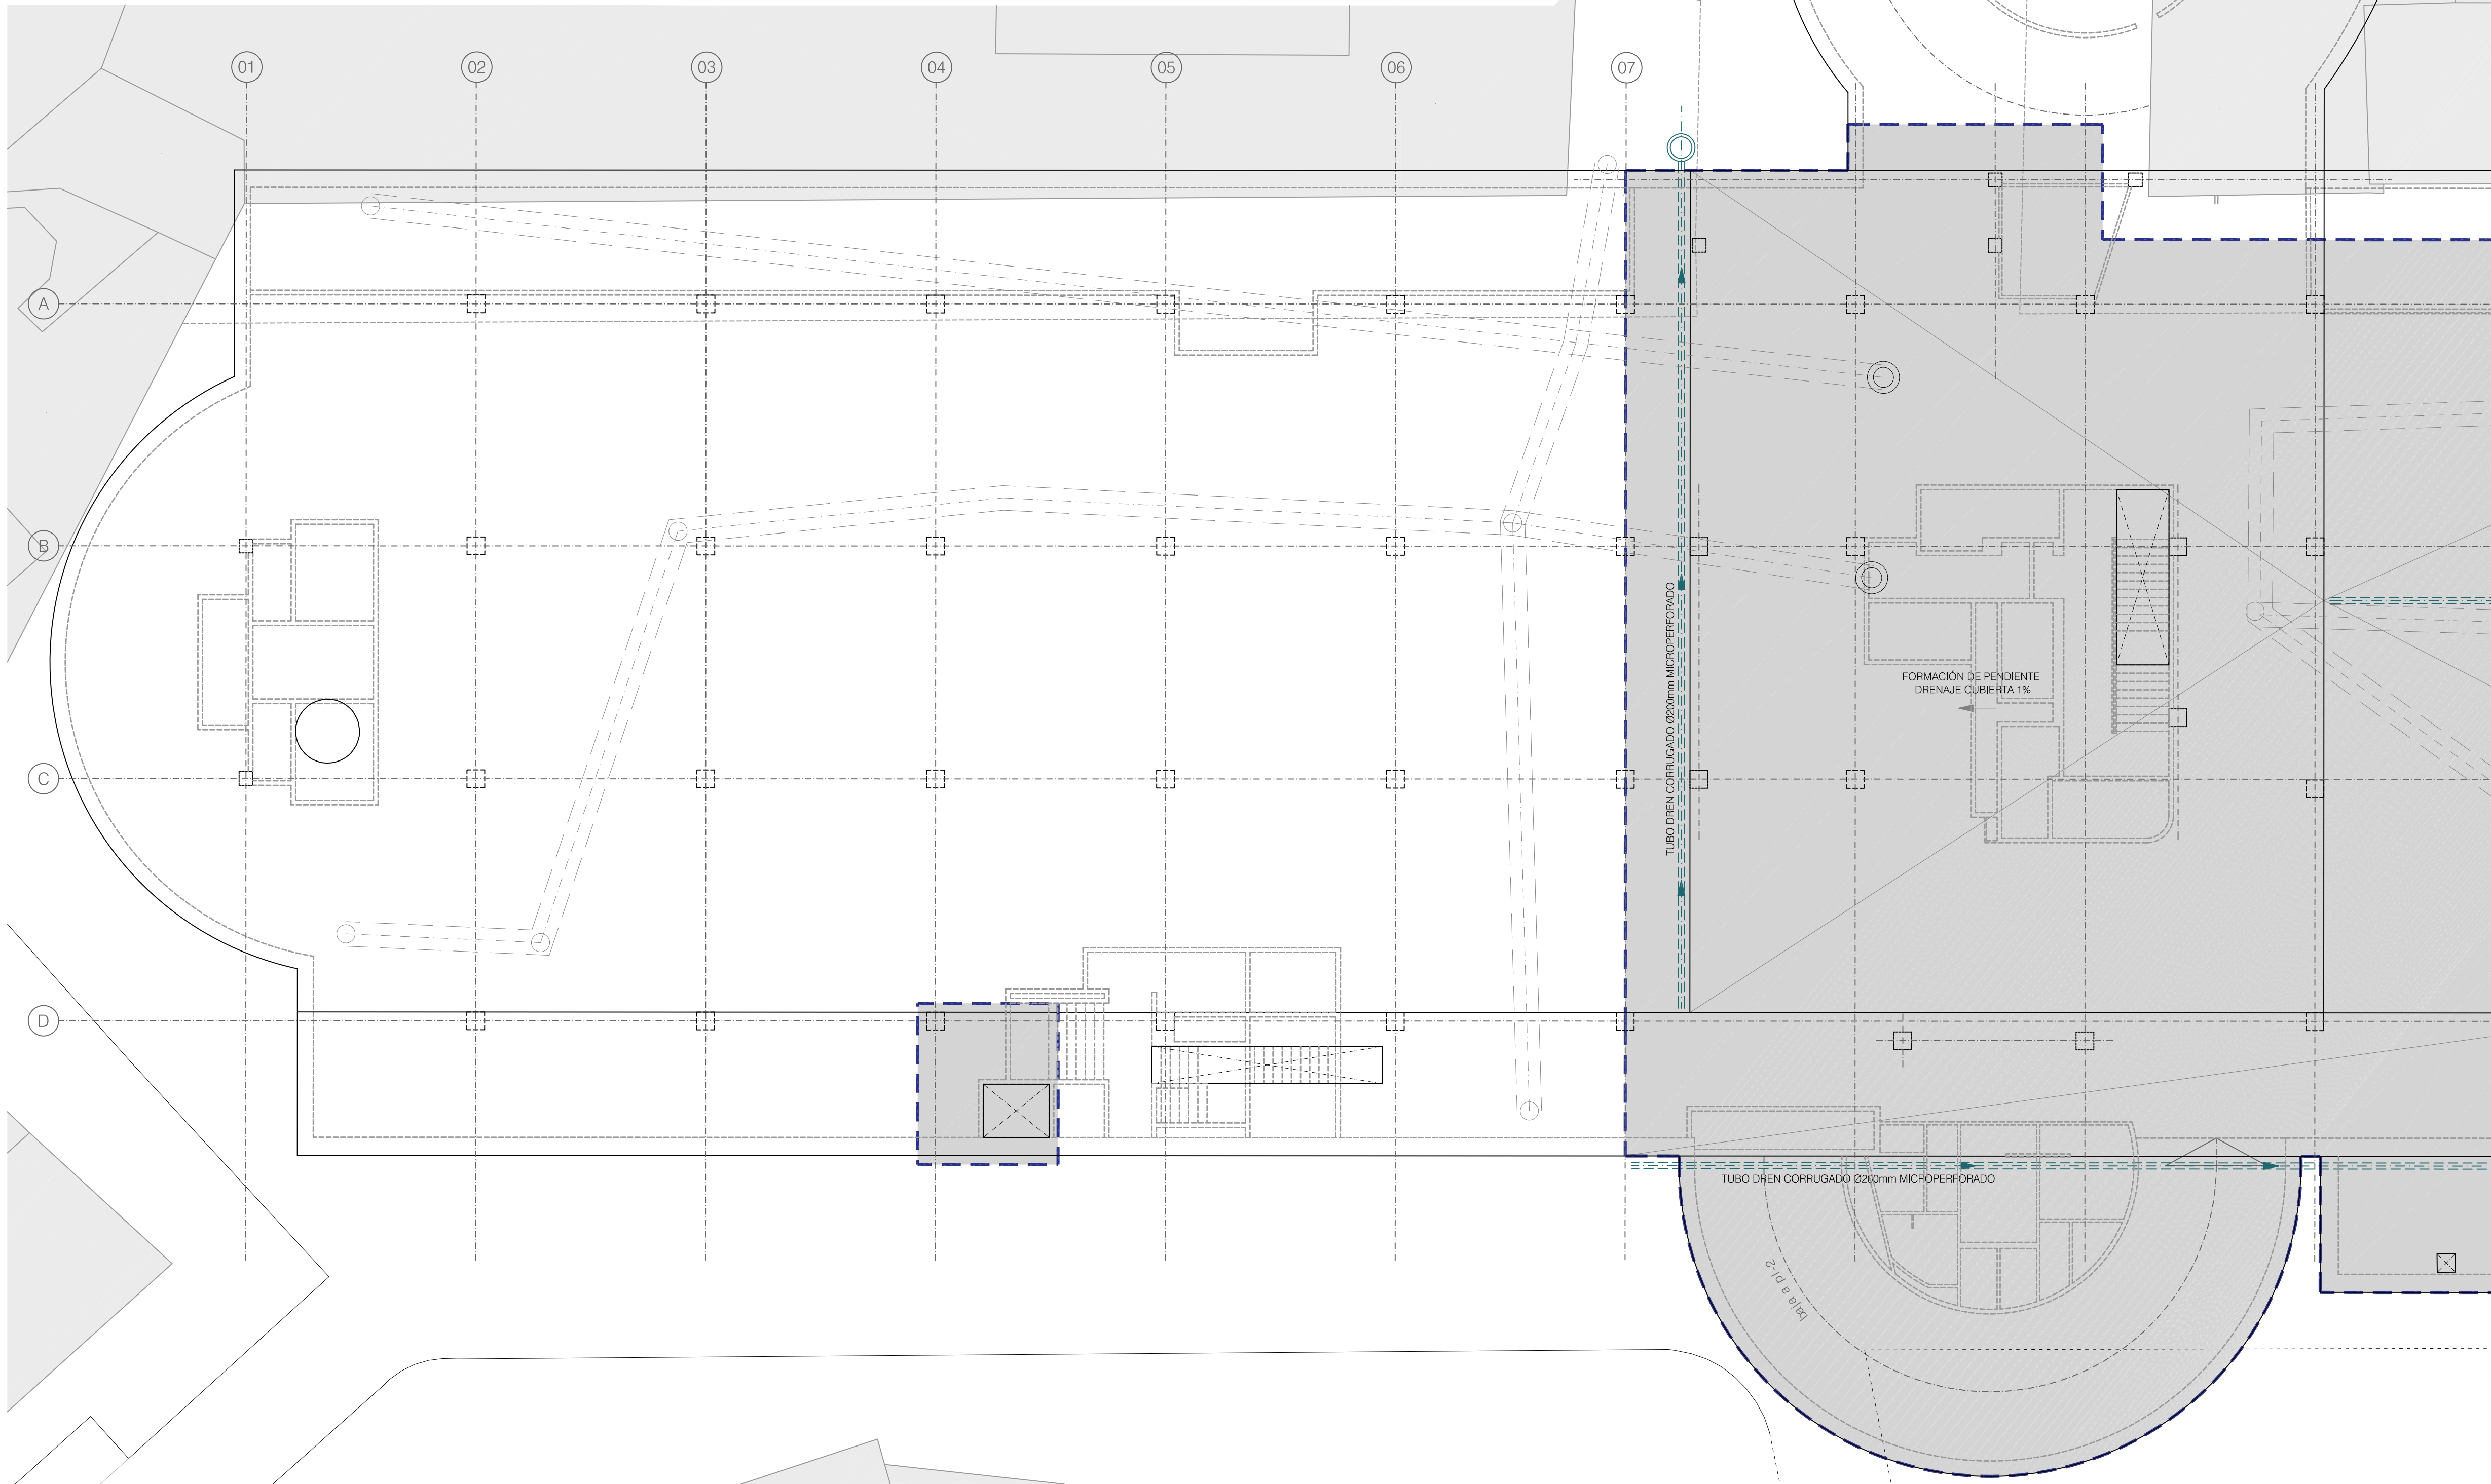 01
02
03
04
05
06
07
A
B
C
D
TUBO DREN CORRUGADO Ø200mm MICROPERFORADO
FORMACIÓN DE PENDIENTE
DRENAJE CUBIERTA 1%
TUBO DREN CORRUGADO Ø200mm MICROPERFORADO
baja a pl-2